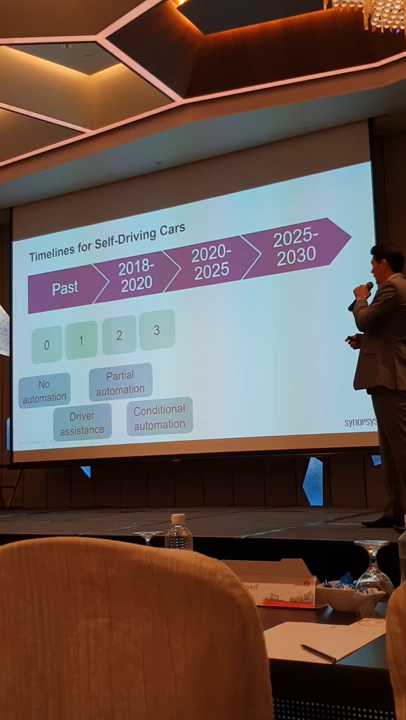 Timelines for Self-Driving Cars
Past
2018-
2020
2020-
2025
2025-
2030
0
1
2
3
No
automation
Partial
automation
Driver
assistance
Conditional
automation
SYNOPSYS